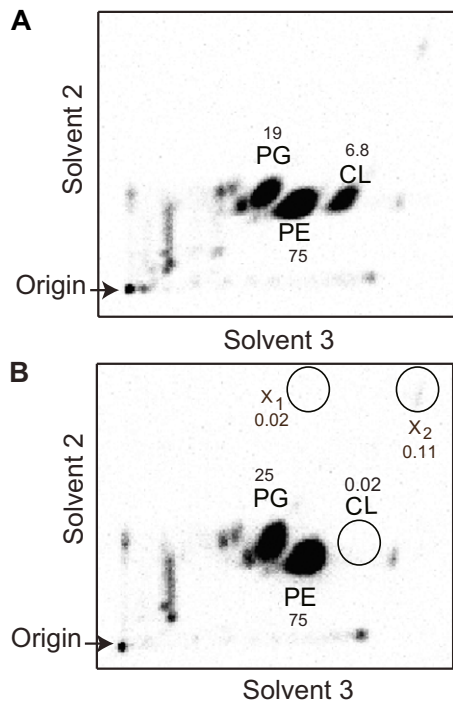 A
Solvent 2
19
PG
6.8
CL
PE
75
Origin
Solvent 3
B
Solvent 2
X1
0.02
X2
0.11
25
PG
0.02
CL
PE
75
Origin
Solvent 3